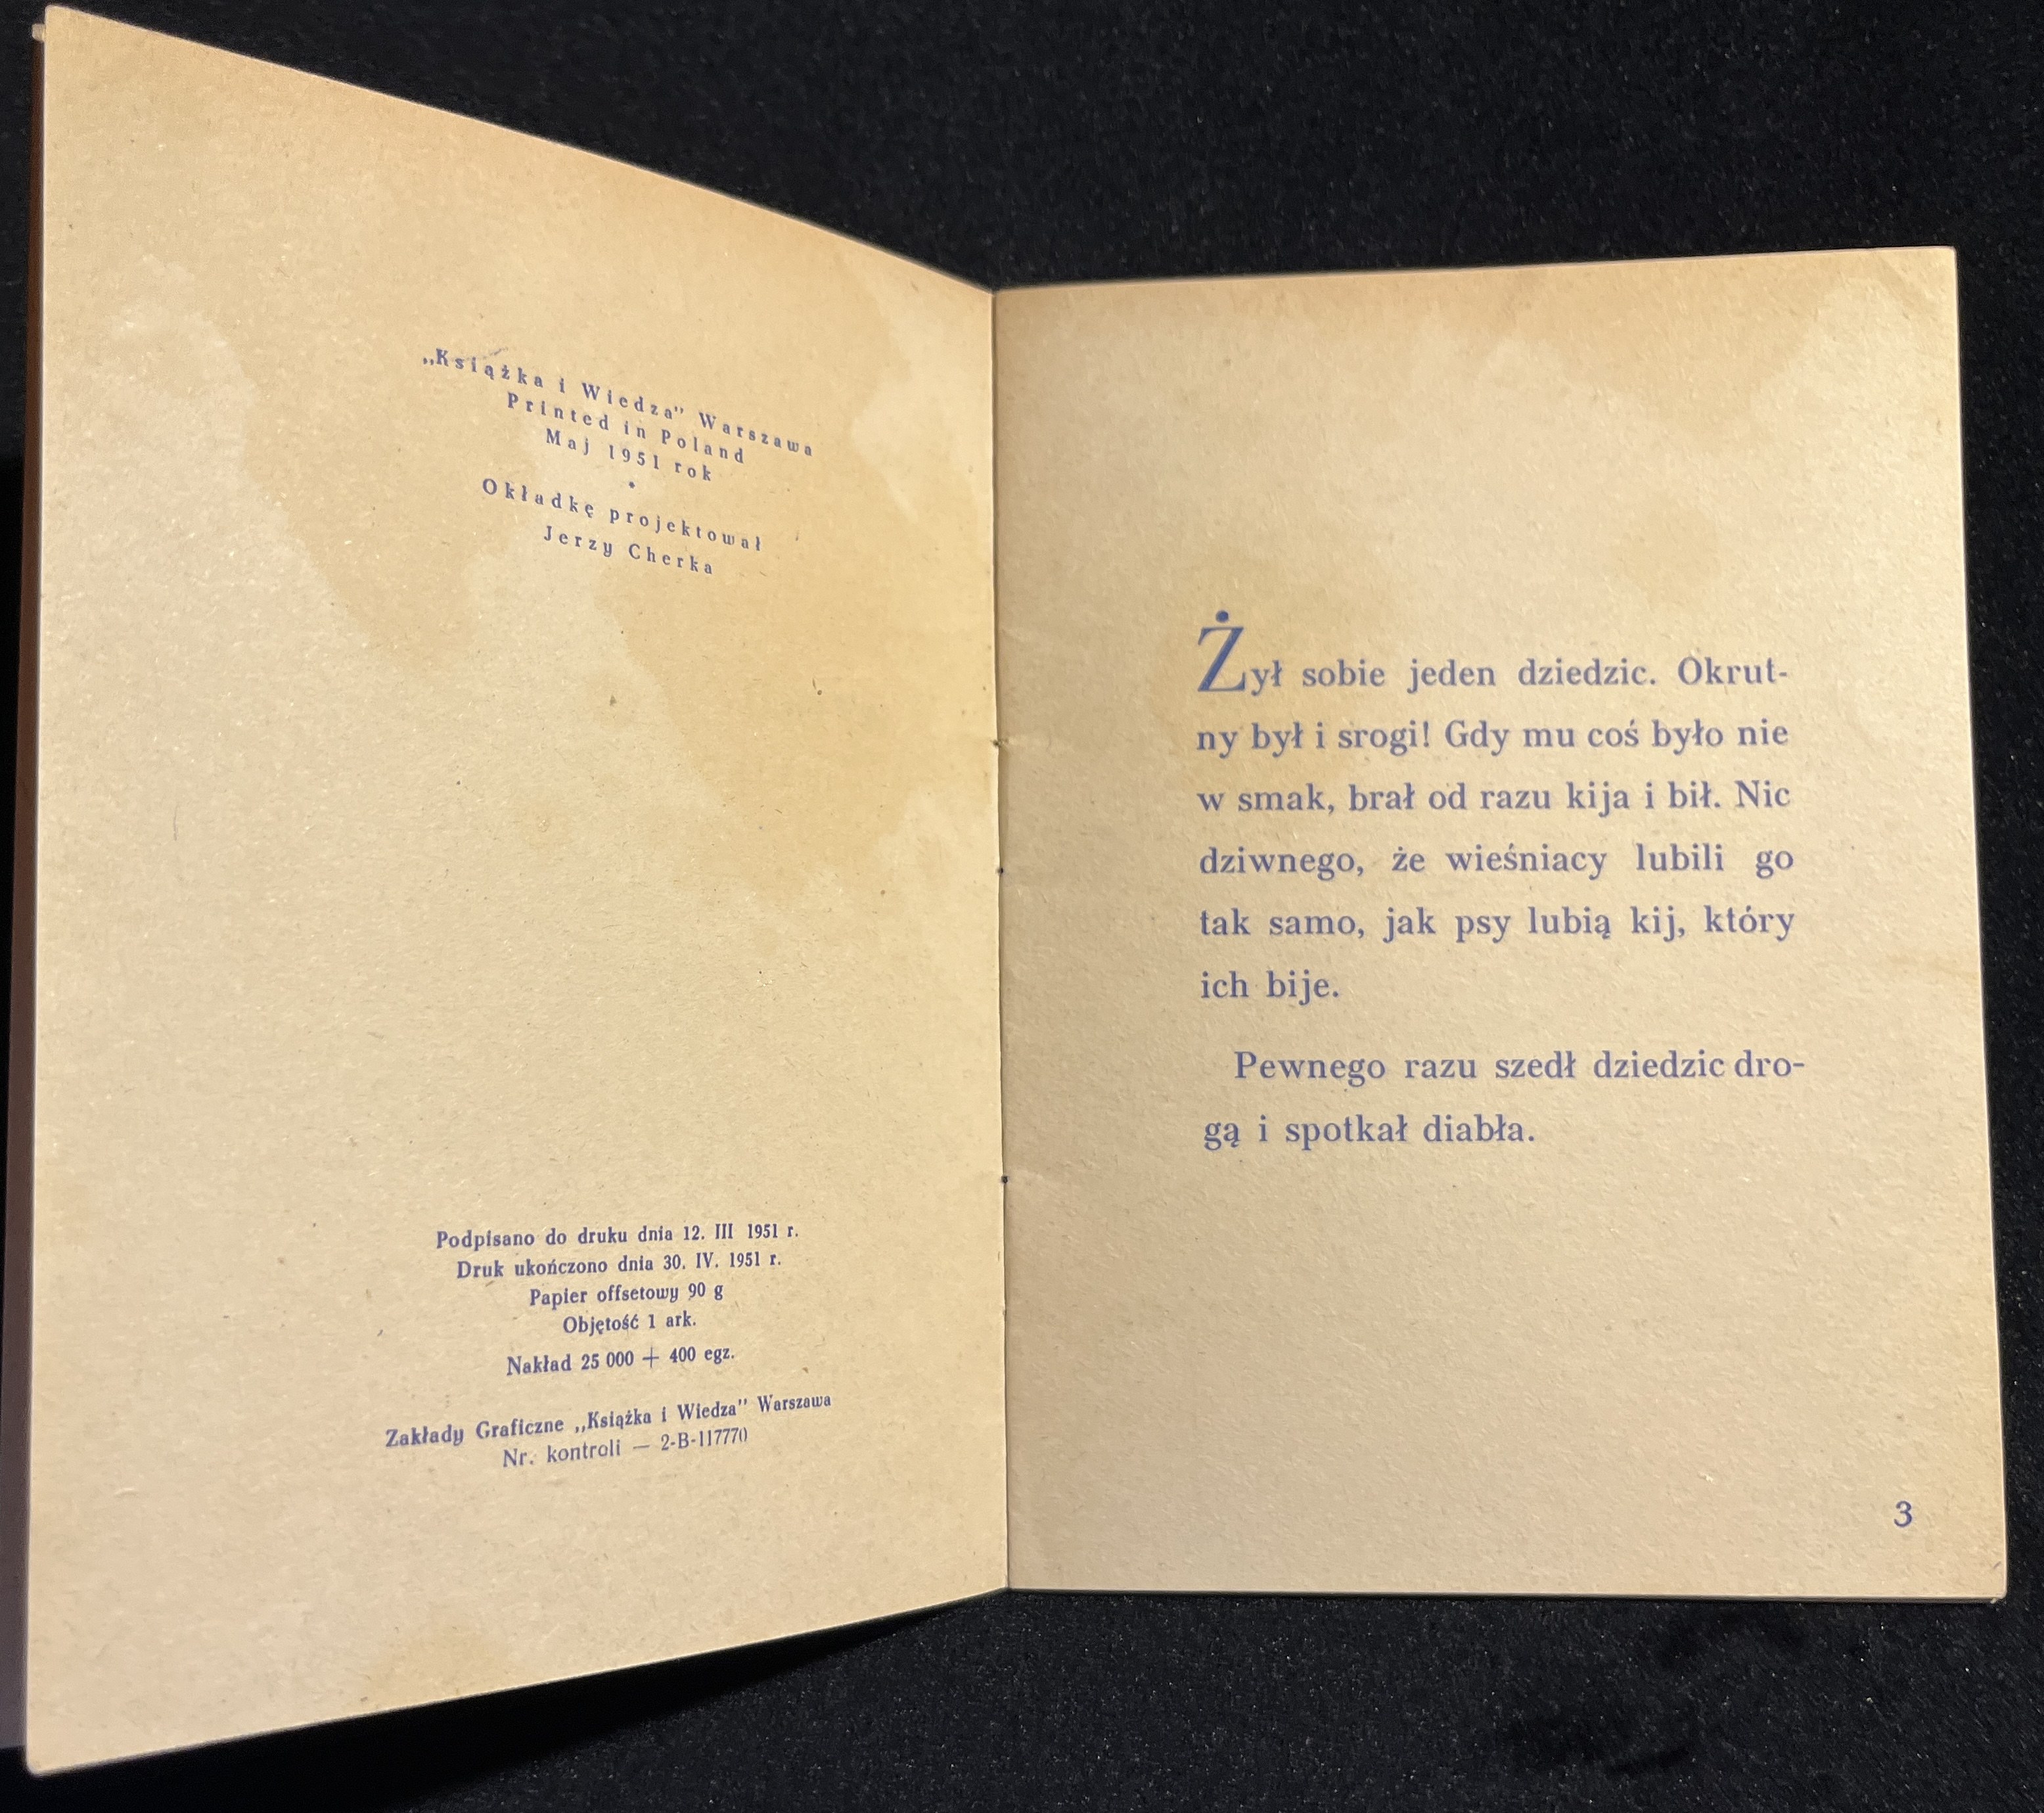 „Książka i Wiedza” Warszawa
Printed in Poland
Maj 1951 rok
*
Okładkę projektował
Jerzy Cherka
Podpisano do druku dnia 12. III 1951 r.
Druk ukończono dnia 30. IV. 1951 r.
Papier offsetowy 90 g
Objętość 1 ark.
Nakład 25 000 + 400 egz.
Zakłady Graficzne „Książka i Wiedza” Warszawa
Nr. kontroli — 2-B-117770
Żył sobie jeden dziedzic. Okrut-
ny był i srogi! Gdy mu coś było nie
w smak, brał od razu kija i bił. Nic
dziwnego, że wieśniacy lubili go
tak samo, jak psy lubią kij, który
ich bije.
Pewnego razu szedł dziedzic dro-
gą i spotkał diabła.
3